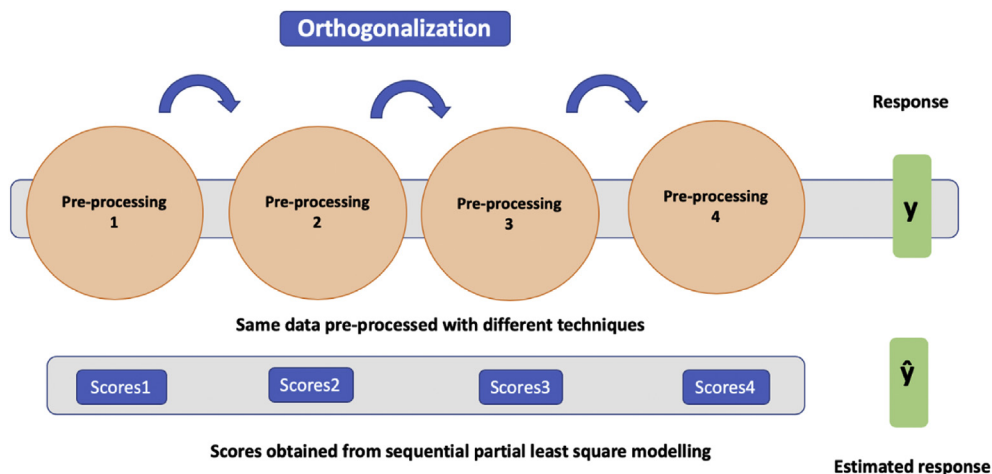 Orthogonalization
Response
Pre-processing
1
Pre-processing
2
Pre-processing
3
Pre-processing
4
y
Same data pre-processed with different techniques
Scores1
Scores2
Scores3
Scores4
ŷ
Scores obtained from sequential partial least square modelling
Estimated response